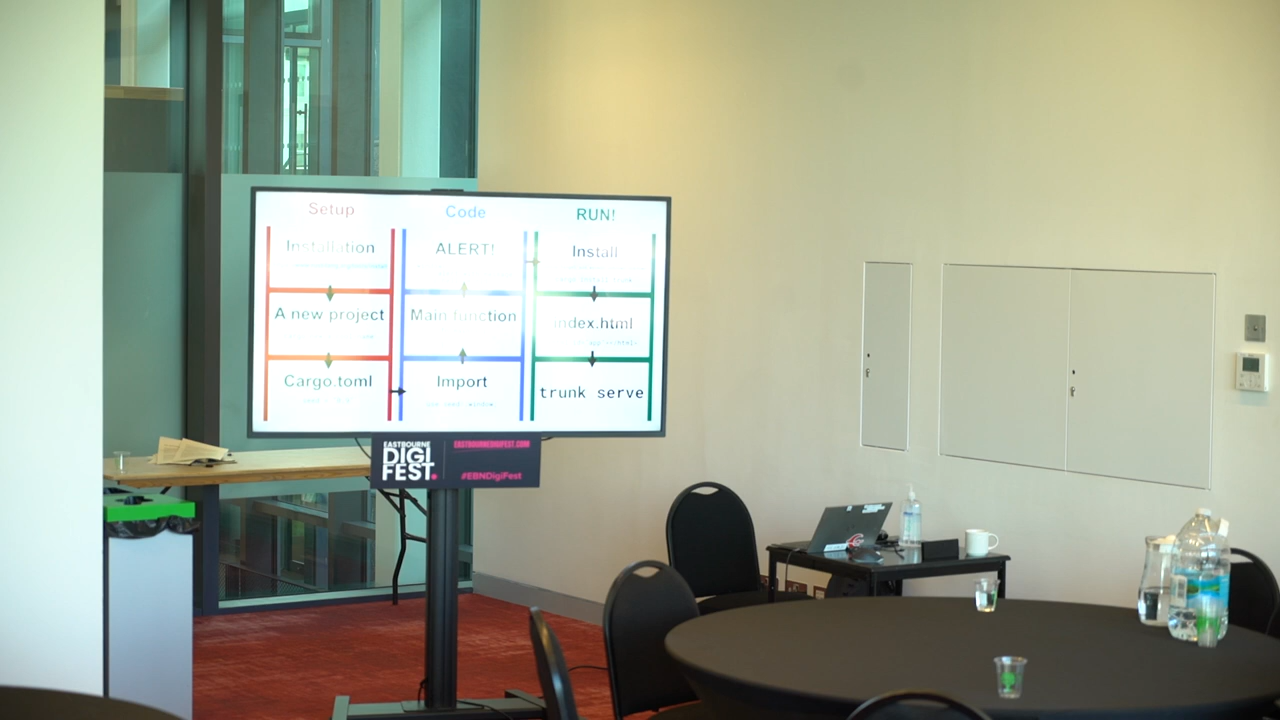 Setup
Code
RUN!
Installation
ALERT!
Install
A new project
Main function
index.html
Cargo.toml
Import
trunk serve
EASTBOURNE
DIGI
FEST.
EASTBOURNEDIGIFEST.COM
#EBNDigiFest